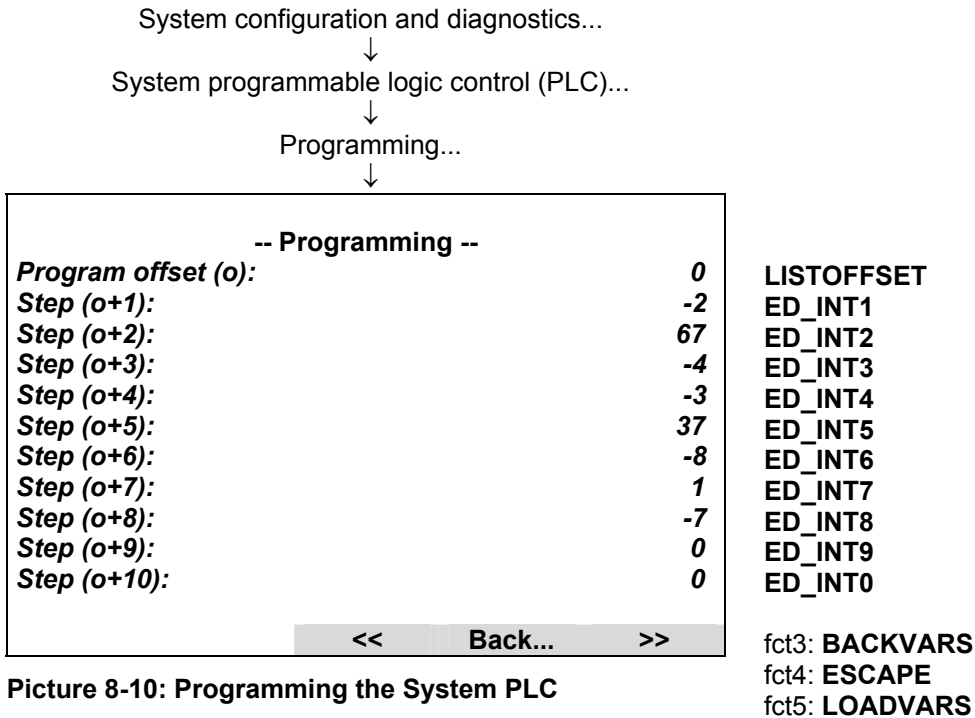 System configuration and diagnostics...
↓
System programmable logic control (PLC)...
↓
Programming...
↓
-- Programming --
Program offset (o): 0 LISTOFFSET
Step (o+1): -2 ED_INT1
Step (o+2): 67 ED_INT2
Step (o+3): -4 ED_INT3
Step (o+4): -3 ED_INT4
Step (o+5): 37 ED_INT5
Step (o+6): -8 ED_INT6
Step (o+7): 1 ED_INT7
Step (o+8): -7 ED_INT8
Step (o+9): 0 ED_INT9
Step (o+10): 0 ED_INT0
<< Back... >>
fct3: BACKVARS
fct4: ESCAPE
fct5: LOADVARS
Picture 8-10: Programming the System PLC